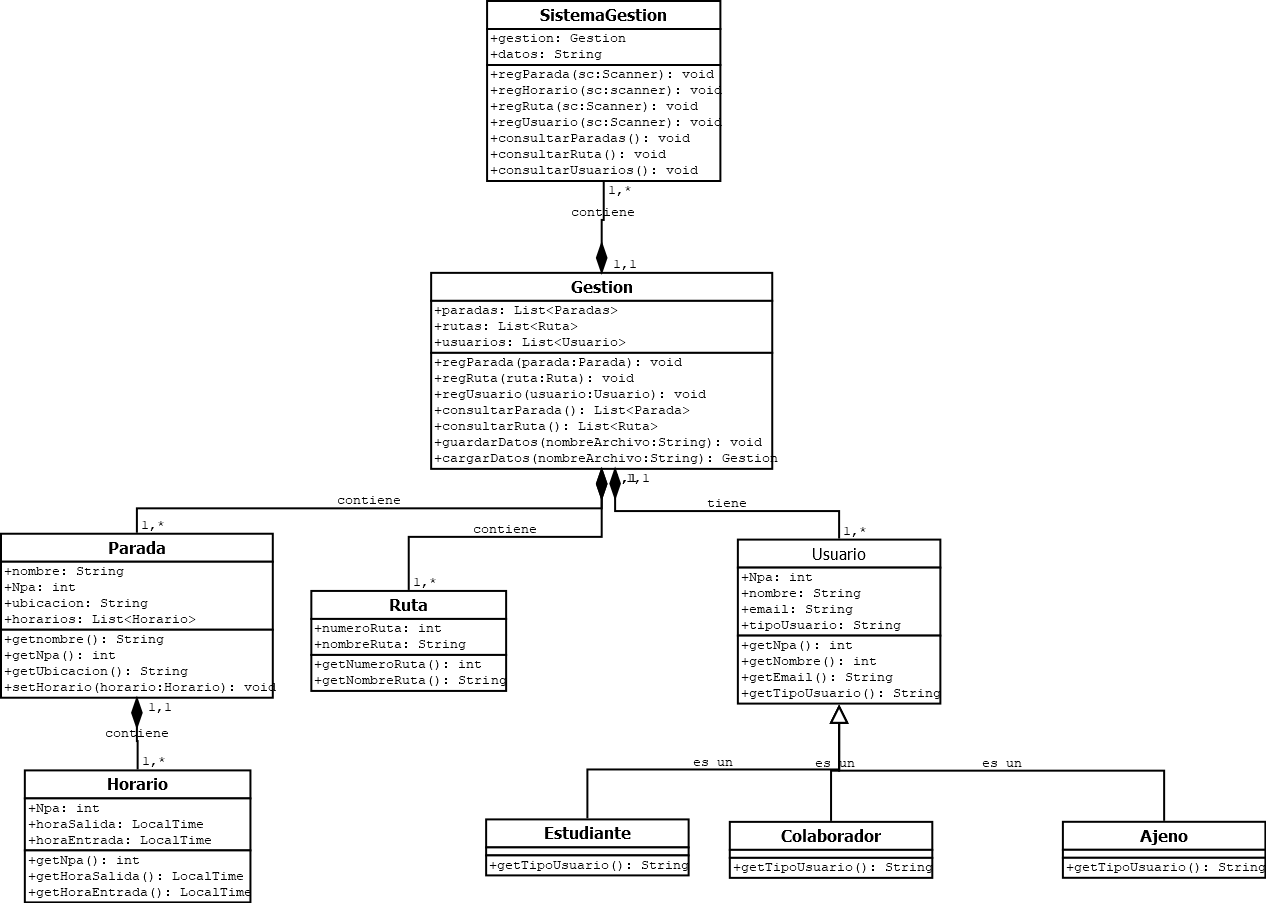 SistemaGestion
+gestion: Gestion
+datos: String
+regParada(sc:Scanner): void
+regHorario(sc:scanner): void
+regRuta(sc:Scanner): void
+regUsuario(sc:Scanner): void
+consultarParadas(): void
+consultarRuta(): void
+consultarUsuarios(): void
1,*
contiene
1,1
Gestion
+paradas: List<Paradas>
+rutas: List<Ruta>
+usuarios: List<Usuario>
+regParada(parada:Parada): void
+regRuta(ruta:Ruta): void
+regUsuario(usuario:Usuario): void
+consultarParada(): List<Parada>
+consultarRuta(): List<Ruta>
+guardarDatos(nombreArchivo:String): void
+cargarDatos(nombreArchivo:String): Gestion
1,1
contiene
1,*
contiene
1,*
tiene
1,*
Parada
+nombre: String
+Npa: int
+ubicacion: String
+horarios: List<Horario>
+getnombre(): String
+getNpa(): int
+getUbicacion(): String
+setHorario(horario:Horario): void
1,1
contiene
1,*
Horario
+Npa: int
+horaSalida: LocalTime
+horaEntrada: LocalTime
+getNpa(): int
+getHoraSalida(): LocalTime
+getHoraEntrada(): LocalTime
Ruta
+numeroRuta: int
+nombreRuta: String
+getNumeroRuta(): int
+getNombreRuta(): String
Usuario
+Npa: int
+nombre: String
+email: String
+tipoUsuario: String
+getNpa(): int
+getNombre(): int
+getEmail(): String
+getTipoUsuario(): String
es un
es un
es un
Estudiante
+getTipoUsuario(): String
Colaborador
+getTipoUsuario(): String
Ajeno
+getTipoUsuario(): String